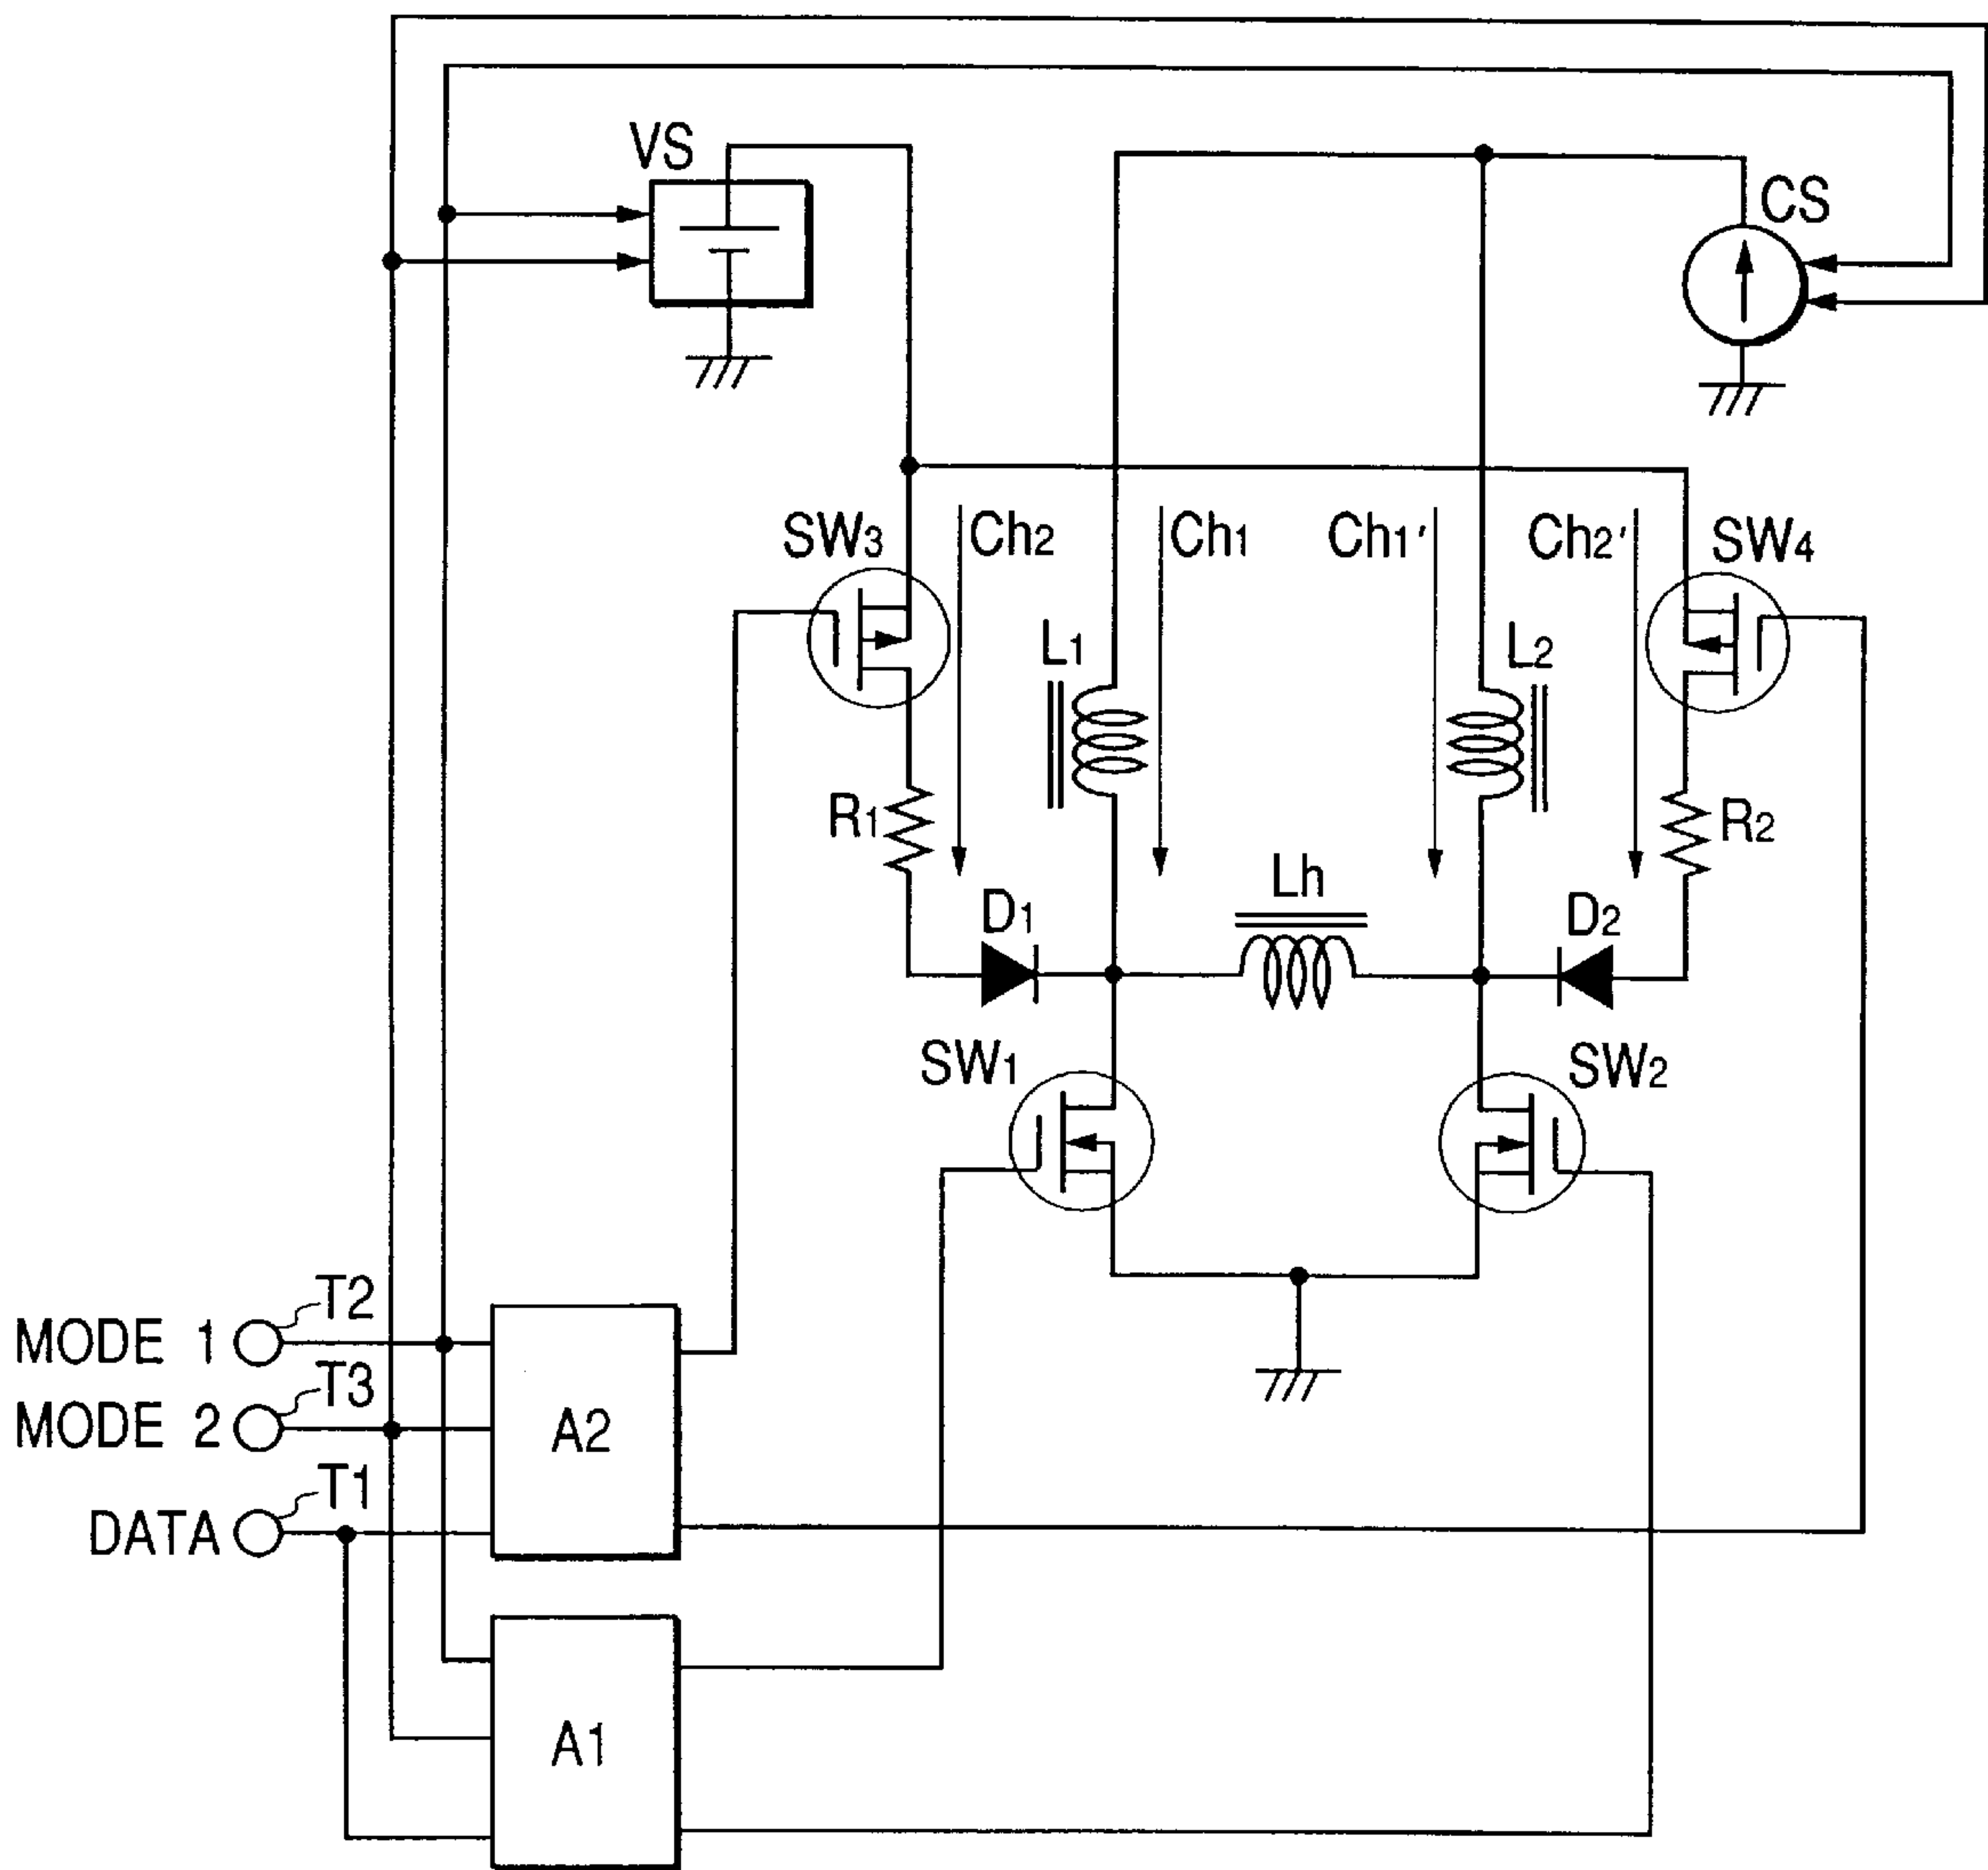 VS
CS
SW3
Ch2
Ch1
Ch1'
Ch2'
SW4
L1
L2
R1
R2
Lh
D1
D2
SW1
SW2
T2
MODE 1
T3
MODE 2
A2
T1
DATA
A1